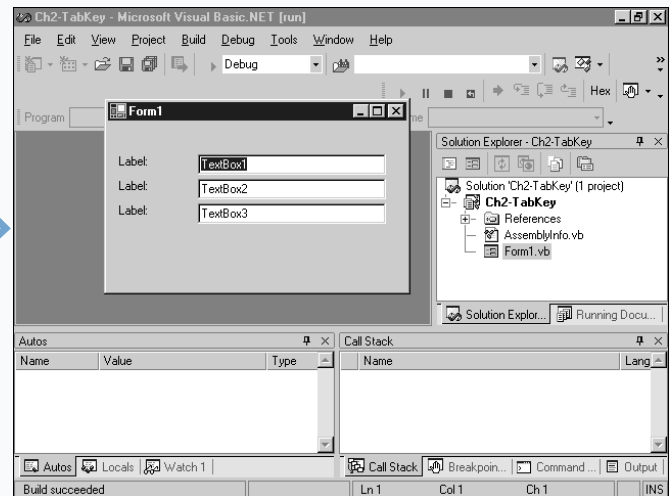 Ch2-TabKey - Microsoft Visual Basic.NET [run]
File Edit View Project Build Debug Tools Window Help
Debug
Hex
Program
Form1
Label: TextBox1
Label: TextBox2
Label: TextBox3
Solution Explorer - Ch2-TabKey
Solution 'Ch2-TabKey' (1 project)
Ch2-TabKey
References
AssemblyInfo.vb
Form1.vb
Solution Explor... Running Docu...
Autos
Name Value Type
Autos Locals Watch 1
Call Stack
Name Lang
Call Stack Breakpoin... Command ... Output
Build succeeded Ln 1 Col 1 Ch 1 INS